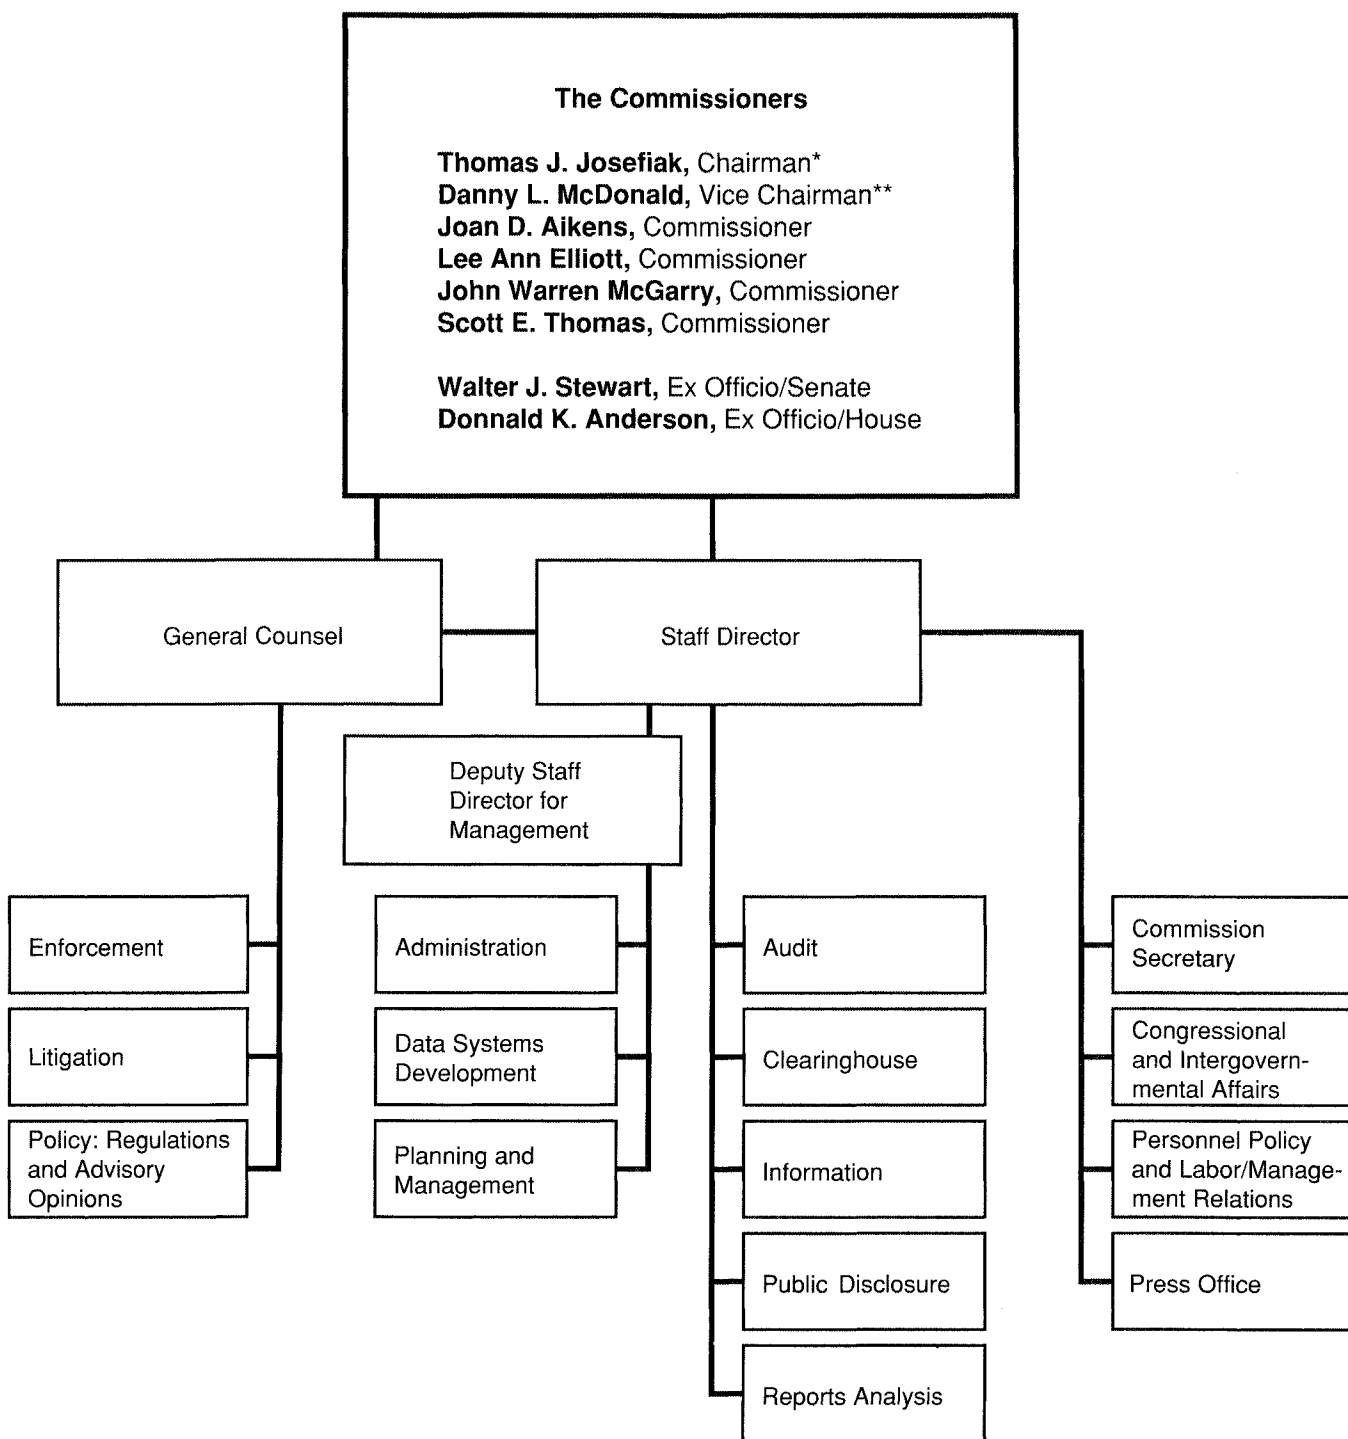 The Commissioners
Thomas J. Josefiak, Chairman*
Danny L. McDonald, Vice Chairman**
Joan D. Aikens, Commissioner
Lee Ann Elliott, Commissioner
John Warren McGarry, Commissioner
Scott E. Thomas, Commissioner
Walter J. Stewart, Ex Officio/Senate
Donnald K. Anderson, Ex Officio/House
General Counsel
Staff Director
Deputy Staff
Director for
Management
Enforcement
Litigation
Policy: Regulations
and Advisory
Opinions
Administration
Data Systems
Development
Planning and
Management
Audit
Clearinghouse
Information
Public Disclosure
Reports Analysis
Commission
Secretary
Congressional
and Intergovern-
mental Affairs
Personnel Policy
and Labor/Manage-
ment Relations
Press Office